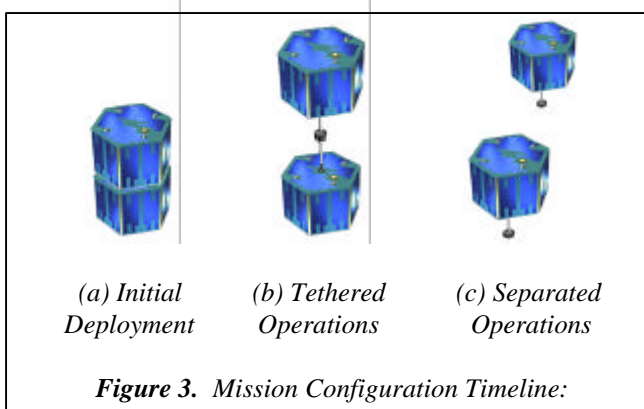 (a) Initial
Deployment
(b) Tethered
Operations
(c) Separated
Operations
Figure 3. Mission Configuration Timeline: